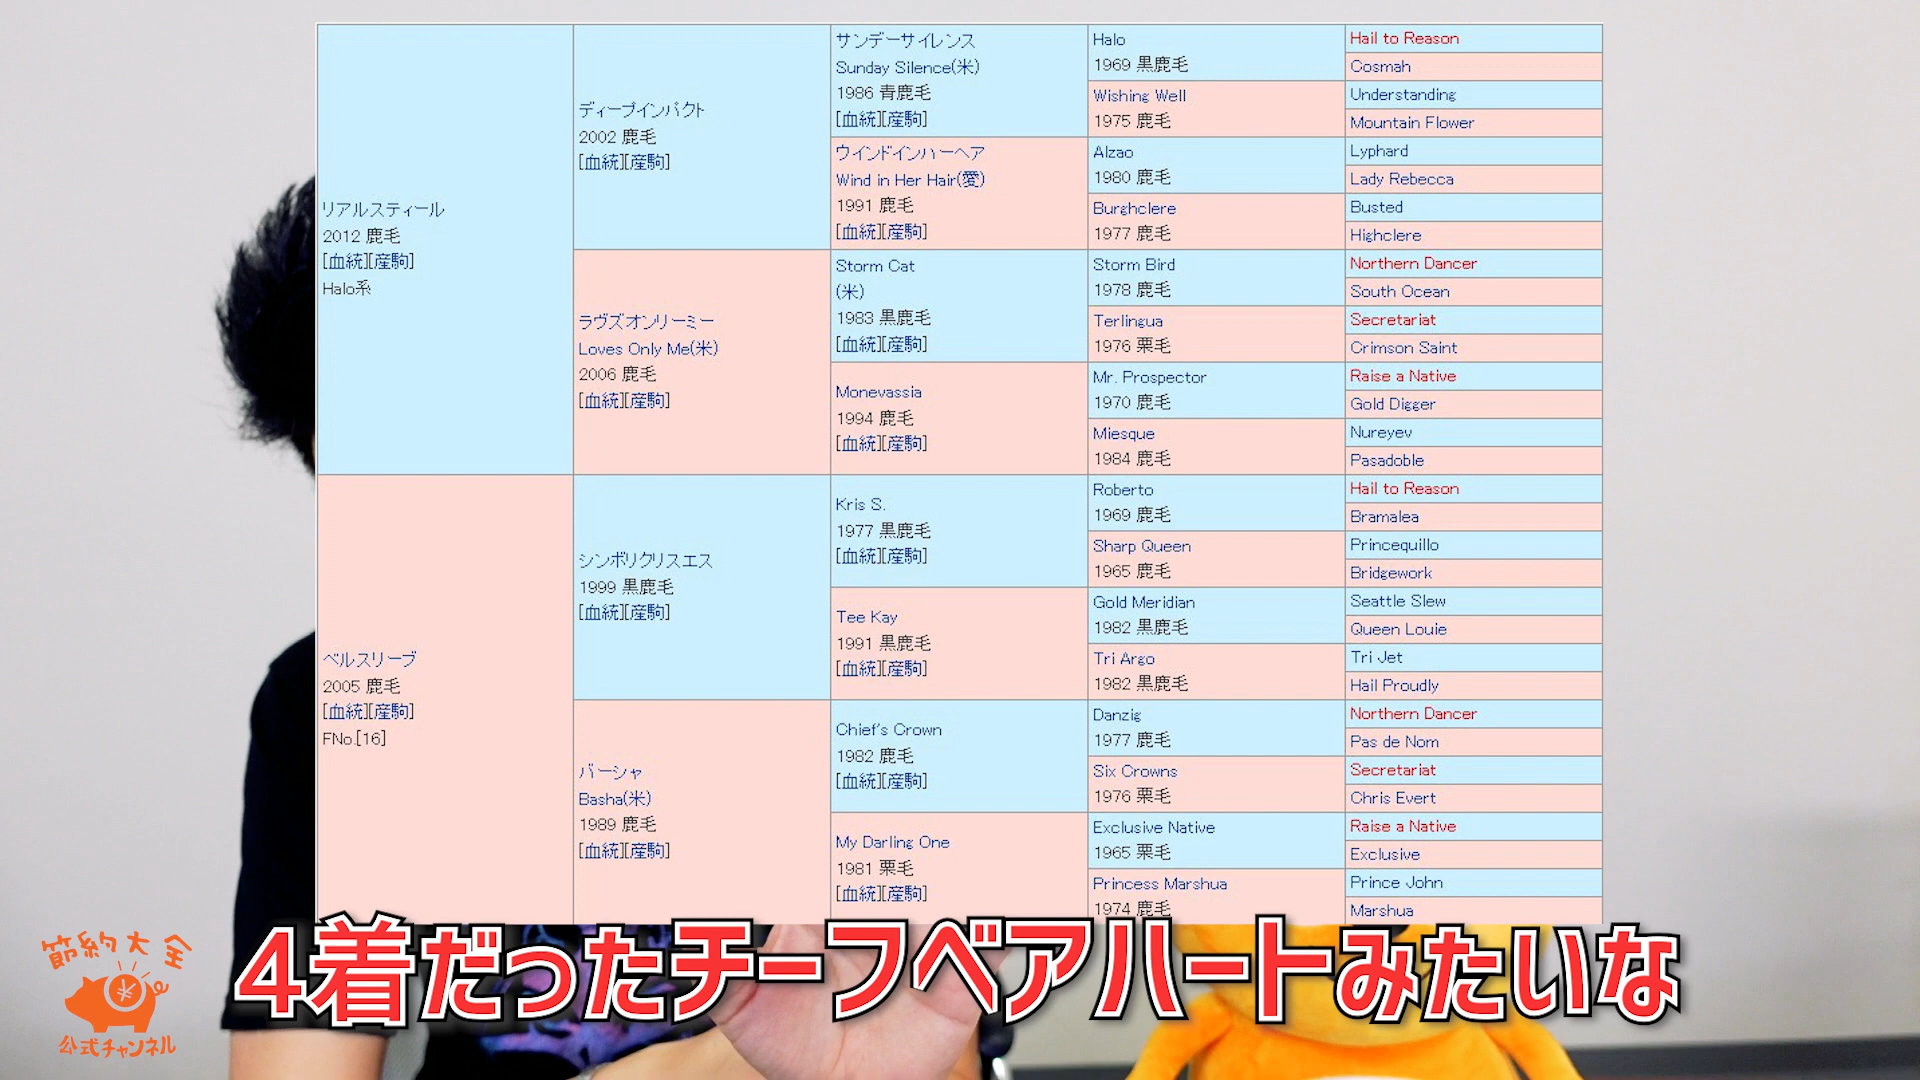 リアルスティール
2012 鹿毛
[血統][産駒]
Halo系
ディープインパクト
2002 鹿毛
[血統][産駒]
サンデーサイレンス
Sunday Silence(米)
1986 青鹿毛
[血統][産駒]
Halo
1969 黒鹿毛
Hail to Reason
Cosmah
Wishing Well
1975 鹿毛
Understanding
Mountain Flower
ウインドインハーヘア
Wind in Her Hair(愛)
1991 鹿毛
[血統][産駒]
Alzao
1980 鹿毛
Lyphard
Lady Rebecca
Burghclere
1977 鹿毛
Busted
Highclere
ラヴズオンリーミー
Loves Only Me(米)
2006 鹿毛
[血統][産駒]
Storm Cat
(米)
1983 黒鹿毛
[血統][産駒]
Storm Bird
1978 鹿毛
Northern Dancer
South Ocean
Terlingua
1976 栗毛
Secretariat
Crimson Saint
Monevassia
1994 鹿毛
[血統][産駒]
Mr. Prospector
1970 鹿毛
Raise a Native
Gold Digger
Miesque
1984 鹿毛
Nureyev
Pasadoble
ベルスリーブ
2005 鹿毛
[血統][産駒]
FNo.[16]
シンボリクリスエス
1999 黒鹿毛
[血統][産駒]
Kris S.
1977 黒鹿毛
[血統][産駒]
Roberto
1969 鹿毛
Hail to Reason
Bramalea
Sharp Queen
1965 鹿毛
Princequillo
Bridgework
Tee Kay
1991 黒鹿毛
[血統][産駒]
Gold Meridian
1982 黒鹿毛
Seattle Slew
Queen Louie
Tri Argo
1982 黒鹿毛
Tri Jet
Hail Proudly
バーシャ
Basha(米)
1989 鹿毛
[血統][産駒]
Chief's Crown
1982 鹿毛
[血統][産駒]
Danzig
1977 鹿毛
Northern Dancer
Pas de Nom
Six Crowns
1976 栗毛
Secretariat
Chris Evert
My Darling One
1981 栗毛
[血統][産駒]
Exclusive Native
1965 栗毛
Raise a Native
Exclusive
Princess Marshua
1974 鹿毛
Prince John
Marshua
4着だったチーフベアハートみたいな
節約大全
公式チャンネル